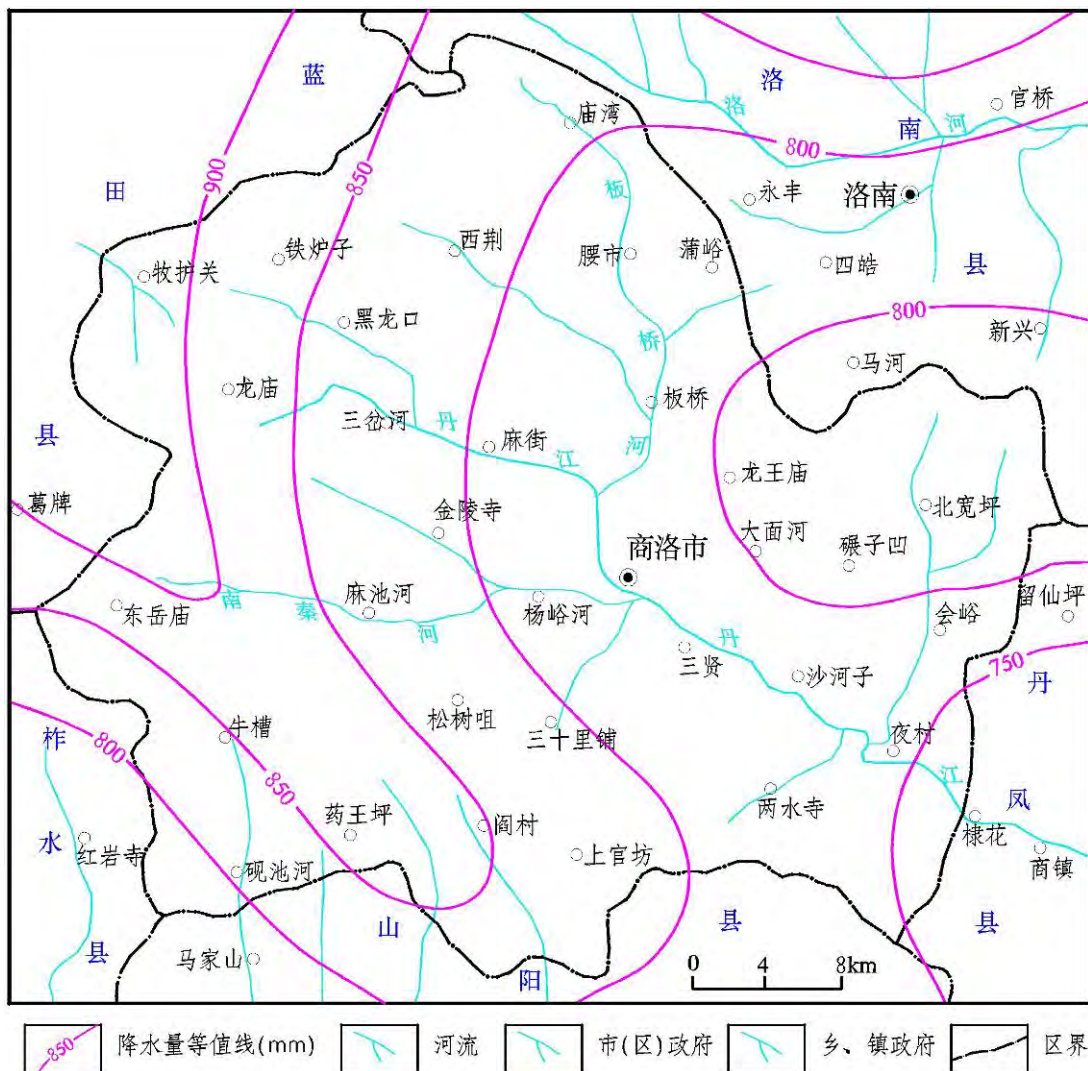 蓝
洛
官桥
庙湾
洛
南
河
800
900
850
田
板
永丰
洛南
西荆
腰市
蒲峪
四皓
县
铁炉子
牧护关
800
新兴
黑龙口
桥
马河
龙庙
板桥
三岔河
丹
麻街
江
河
县
龙王庙
葛牌
金陵寺
北宽坪
大面河
碾子凹
商洛市
东岳庙
南
秦
河
麻池河
杨峪河
会峪
留仙坪
丹
三贤
750
丹
沙河子
松树咀
三十里铺
柞
800
牛槽
夜村
850
江
两水寺
凤
水
药王坪
阎村
棣花
红岩寺
上官坊
商镇
砚池河
山
县
县
县
马家山
阳
0 4 8km
850 降水量等值线(mm) 河流 市(区)政府 乡、镇政府 区界